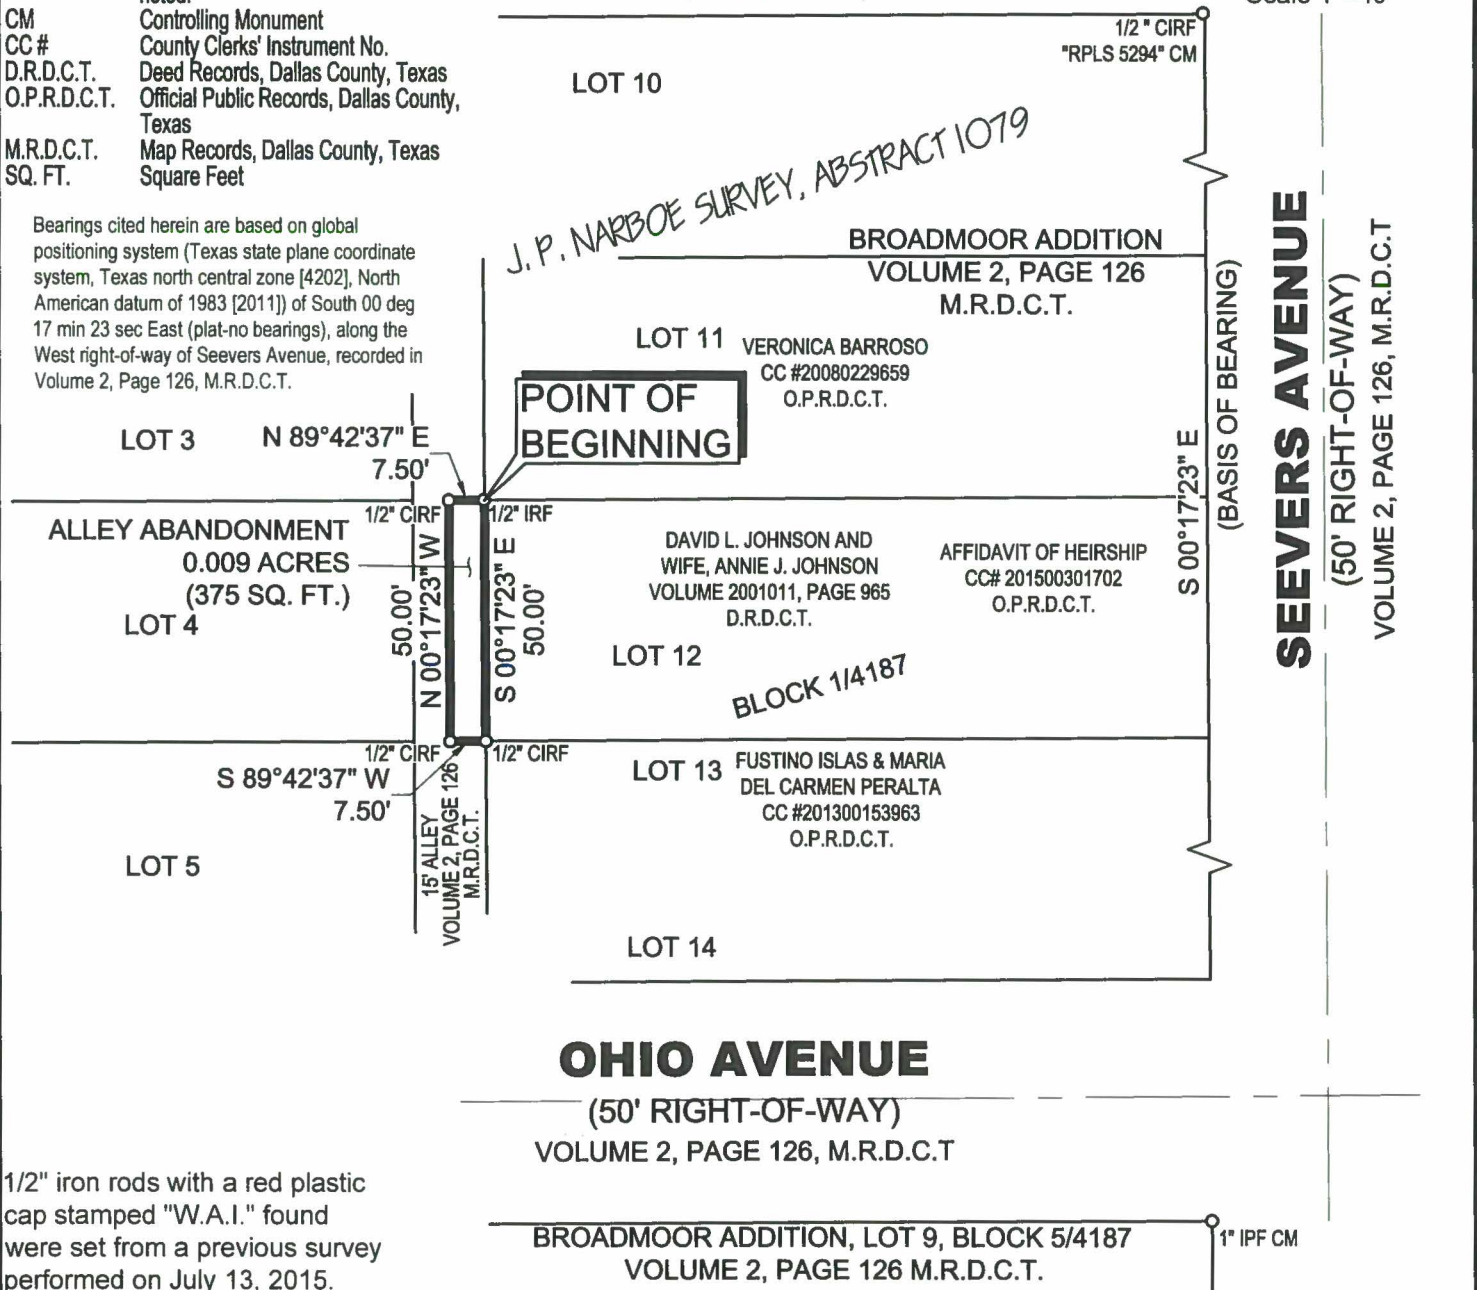 CM Controlling Monument
CC # County Clerks' Instrument No.
D.R.D.C.T. Deed Records, Dallas County, Texas
O.P.R.D.C.T. Official Public Records, Dallas County,
Texas
M.R.D.C.T. Map Records, Dallas County, Texas
SQ. FT. Square Feet
1/2 " CIRF
"RPLS 5294" CM
LOT 10
J. P. NARBOE SURVEY, ABSTRACT 1079
Bearings cited herein are based on global
positioning system (Texas state plane coordinate
system, Texas north central zone [4202], North
American datum of 1983 [2011]) of South 00 deg
17 min 23 sec East (plat-no bearings), along the
West right-of-way of Seevers Avenue, recorded in
Volume 2, Page 126, M.R.D.C.T.
BROADMOOR ADDITION
VOLUME 2, PAGE 126
M.R.D.C.T.
LOT 11
VERONICA BARROSO
CC #20080229659
O.P.R.D.C.T.
POINT OF
BEGINNING
LOT 3
N 89°42'37" E
7.50'
1/2" CIRF
1/2" IRF
ALLEY ABANDONMENT
0.009 ACRES
(375 SQ. FT.)
LOT 4
50.00'
N 00°17'23" W
S 00°17'23" E
50.00'
DAVID L. JOHNSON AND
WIFE, ANNIE J. JOHNSON
VOLUME 2001011, PAGE 965
D.R.D.C.T.
AFFIDAVIT OF HEIRSHIP
CC# 201500301702
O.P.R.D.C.T.
LOT 12
BLOCK 1/4187
S 00°17'23" E
(BASIS OF BEARING)
SEEVERS AVENUE
(50' RIGHT-OF-WAY)
VOLUME 2, PAGE 126, M.R.D.C.T
1/2" CIRF
1/2" CIRF
S 89°42'37" W
7.50'
LOT 13
FUSTINO ISLAS & MARIA
DEL CARMEN PERALTA
CC #201300153963
O.P.R.D.C.T.
15' ALLEY
VOLUME 2, PAGE 126
M.R.D.C.T.
LOT 5
LOT 14
OHIO AVENUE
(50' RIGHT-OF-WAY)
VOLUME 2, PAGE 126, M.R.D.C.T
1/2" iron rods with a red plastic
cap stamped "W.A.I." found
were set from a previous survey
performed on July 13, 2015.
BROADMOOR ADDITION, LOT 9, BLOCK 5/4187
VOLUME 2, PAGE 126 M.R.D.C.T.
1" IPF CM